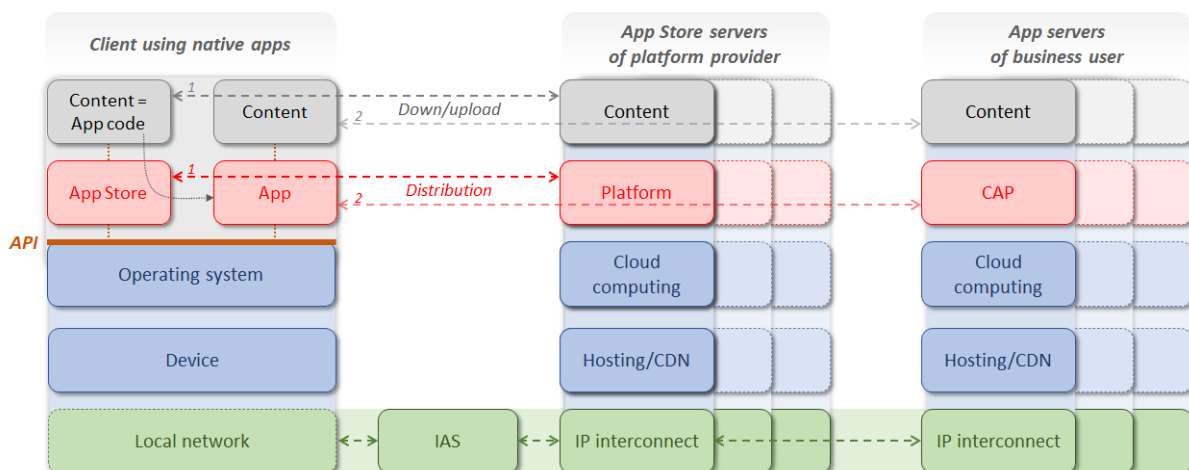 Client using native apps
App Store servers
of platform provider
App servers
of business user
Content =
App code
Content
1
Down/upload
2
Content
Content
App Store
App
1
Distribution
2
Platform
CAP
API
Operating system
Cloud
computing
Cloud
computing
Device
Hosting/CDN
Hosting/CDN
Local network
IAS
IP interconnect
IP interconnect